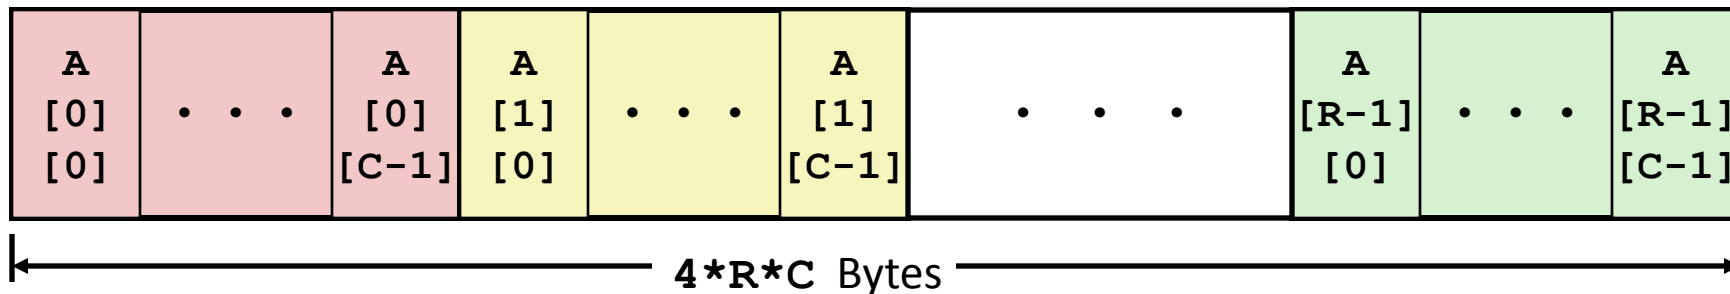 A A A A A A
[0] • • • [0] [1] • • • [1] • • • [R-1] • • • [R-1]
[0] [C-1] [0] [C-1] [0] [C-1]
4*R*C Bytes